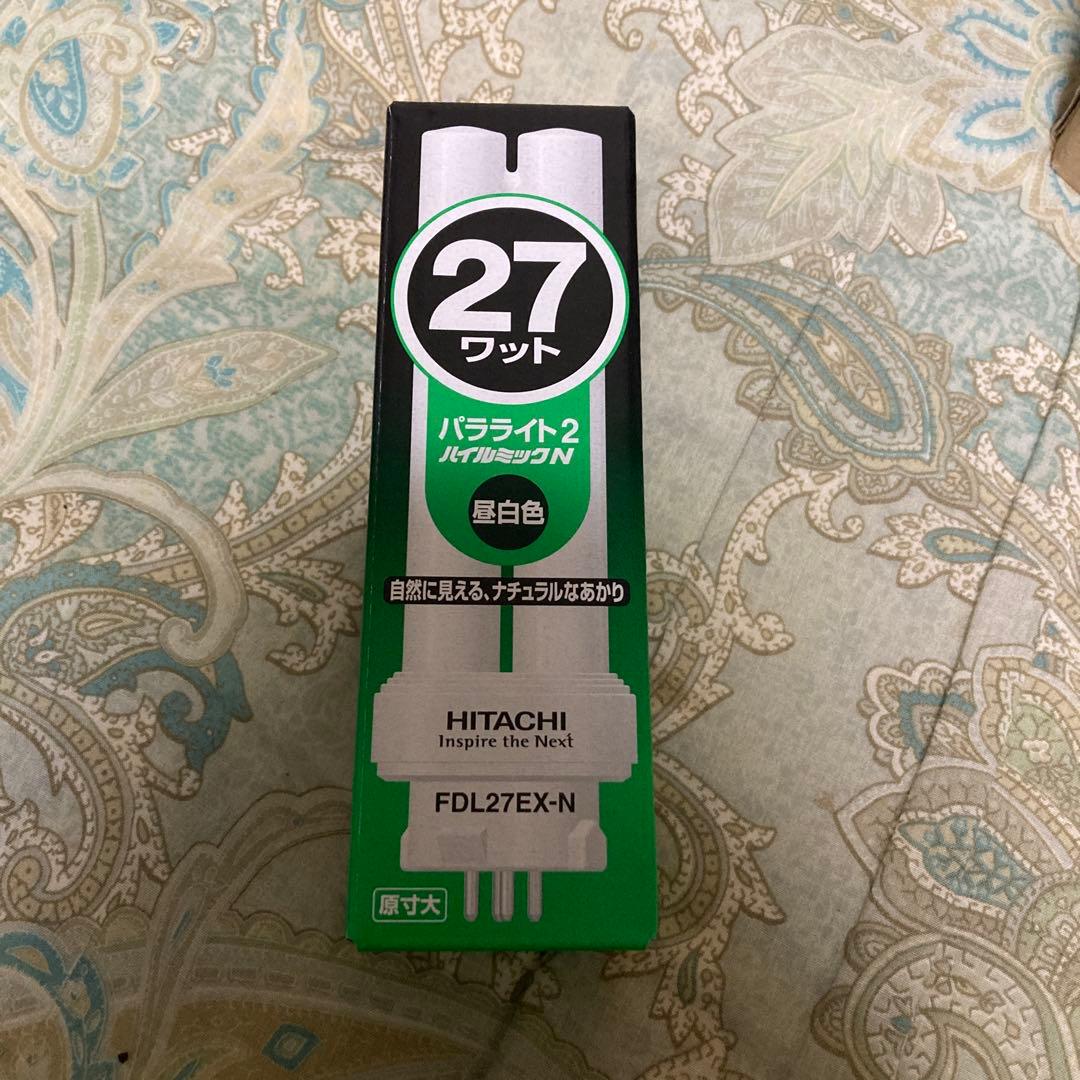 27
ワット
パラライト2
ハイルミックN
昼白色
自然に見える、ナチュラルなあかり
HITACHI
Inspire the Next
FDL27EX-N
原寸大